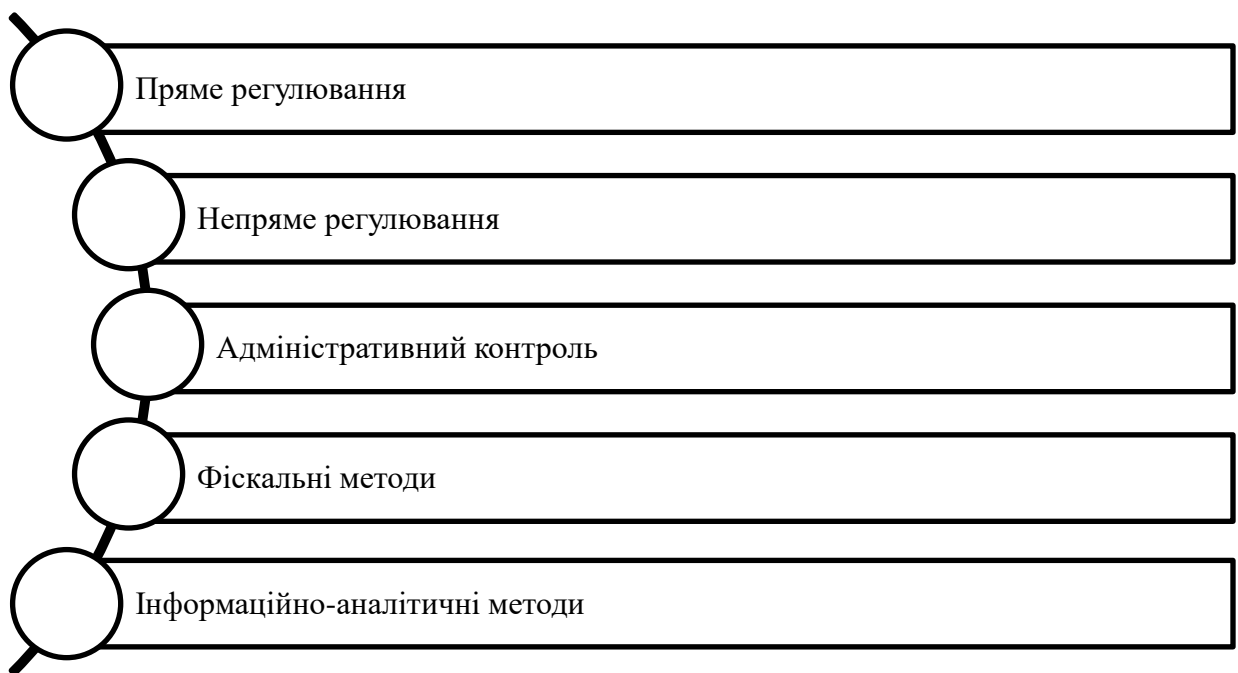 Пряме регулювання
Непряме регулювання
Адміністративний контроль
Фіскальні методи
Інформаційно-аналітичні методи